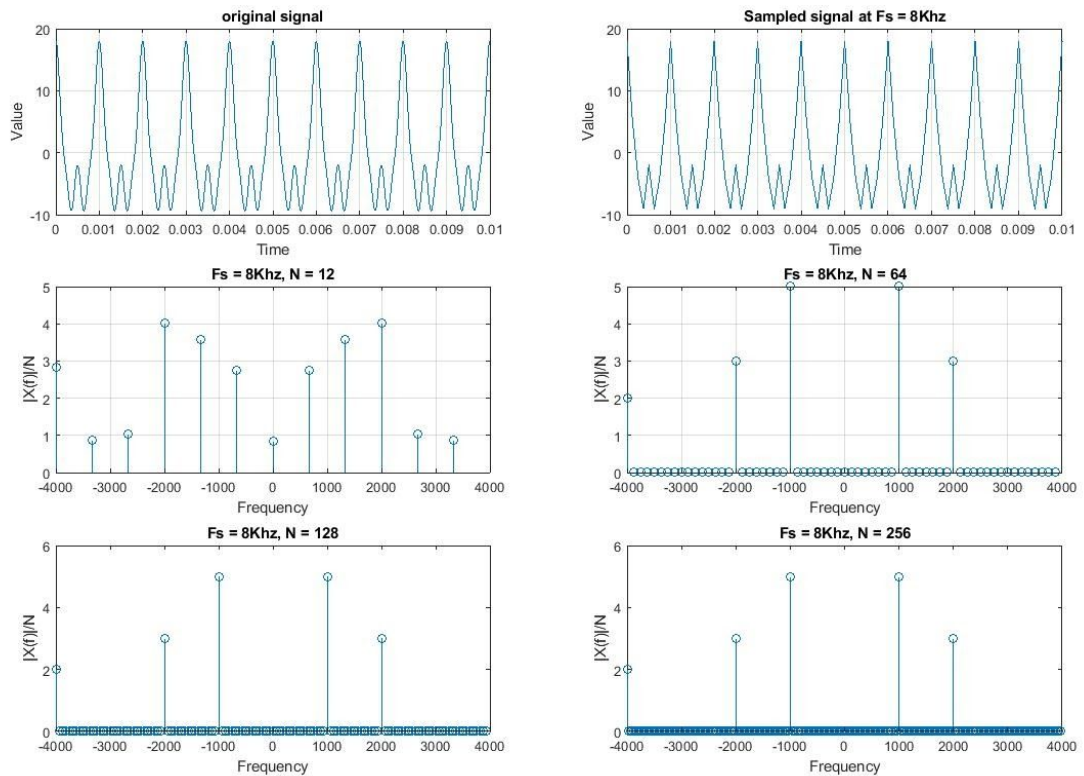 original signal
20
10
0
-10
Value
0 0.001 0.002 0.003 0.004 0.005 0.006 0.007 0.008 0.009 0.01
Time
Sampled signal at Fs = 8Khz
20
10
0
-10
Value
0 0.001 0.002 0.003 0.004 0.005 0.006 0.007 0.008 0.009 0.01
Time
Fs = 8Khz, N = 12
5
4
3
2
1
0
|X(f)|/N
-4000 -3000 -2000 -1000 0 1000 2000 3000 4000
Frequency
Fs = 8Khz, N = 64
5
4
3
2
1
0
|X(f)|/N
-4000 -3000 -2000 -1000 0 1000 2000 3000 4000
Frequency
Fs = 8Khz, N = 128
6
4
2
0
|X(f)|/N
-4000 -3000 -2000 -1000 0 1000 2000 3000 4000
Frequency
Fs = 8Khz, N = 256
6
4
2
0
|X(f)|/N
-4000 -3000 -2000 -1000 0 1000 2000 3000 4000
Frequency